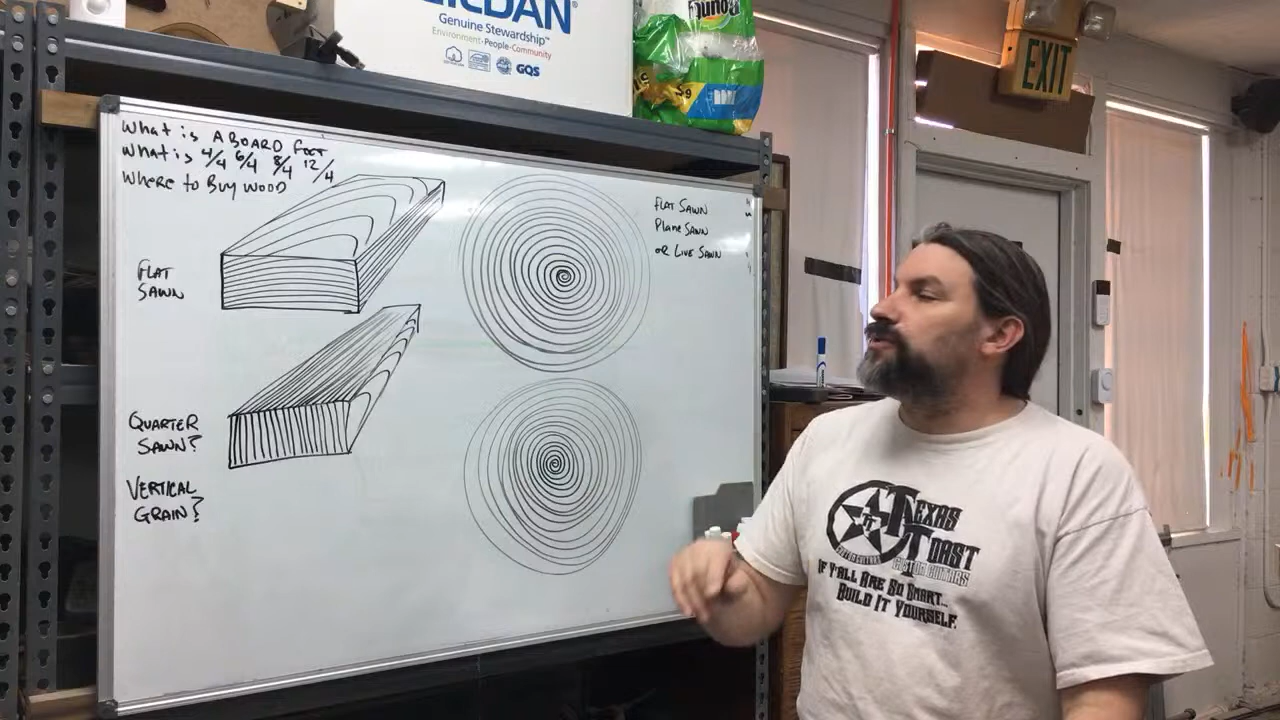 Genuine Stewardship™
Environment-People-Community
GQS
EXIT
What is A BOARD FOOT
What is 4/4 6/4 8/4 12/4
WHERE TO BUY WOOD
FLAT SAWN
Plane SAWN
OR LIVE SAWN
FLAT
SAWN
QUARTER
SAWN?
VERTICAL
GRAIN?
TEXAS
TOAST
CUSTOM GUITARS
IF Y'ALL ARE SO SMART...
BUILD IT YOURSELF.